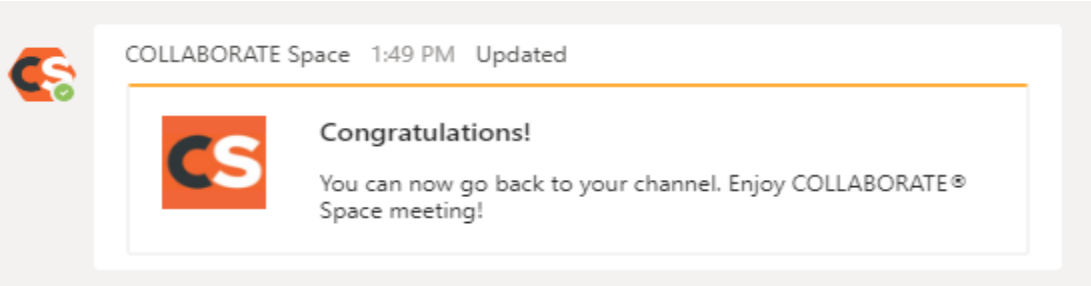 COLLABORATE Space 1:49 PM Updated
CS
CS
Congratulations!
You can now go back to your channel. Enjoy COLLABORATE®
Space meeting!